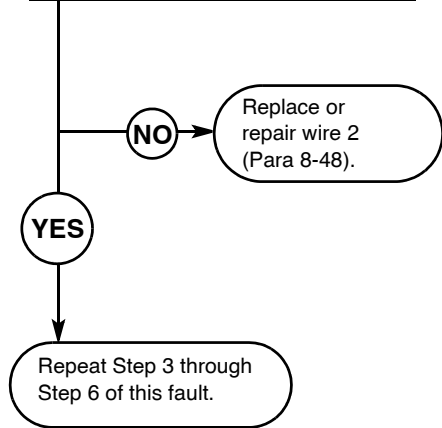 NO
Replace or
repair wire 2
(Para 8-48).
YES
Repeat Step 3 through
Step 6 of this fault.